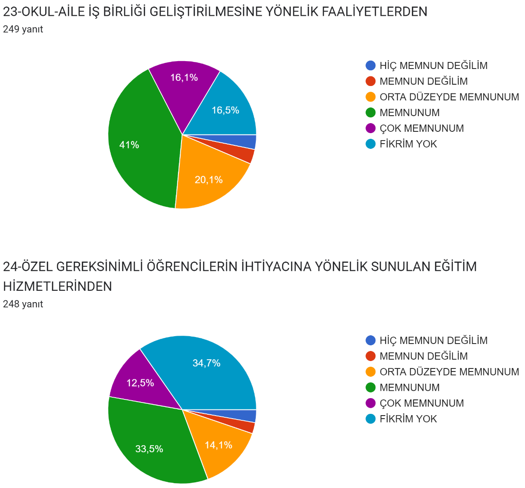 23-OKUL-AİLE İŞ BİRLİĞİ GELİŞTİRİLMESİNE YÖNELİK FAALİYETLERDEN
249 yanıt
16,1%
16,5%
41%
20,1%
HİÇ MEMNUN DEĞİLİM
MEMNUN DEĞİLİM
ORTA DÜZEYDE MEMNUNUM
MEMNUNUM
ÇOK MEMNUNUM
FİKRİM YOK
24-ÖZEL GEREKSİNİMLİ ÖĞRENCİLERİN İHTİYACINA YÖNELİK SUNULAN EĞİTİM
HİZMETLERİNDEN
248 yanıt
34,7%
12,5%
33,5%
14,1%
HİÇ MEMNUN DEĞİLİM
MEMNUN DEĞİLİM
ORTA DÜZEYDE MEMNUNUM
MEMNUNUM
ÇOK MEMNUNUM
FİKRİM YOK